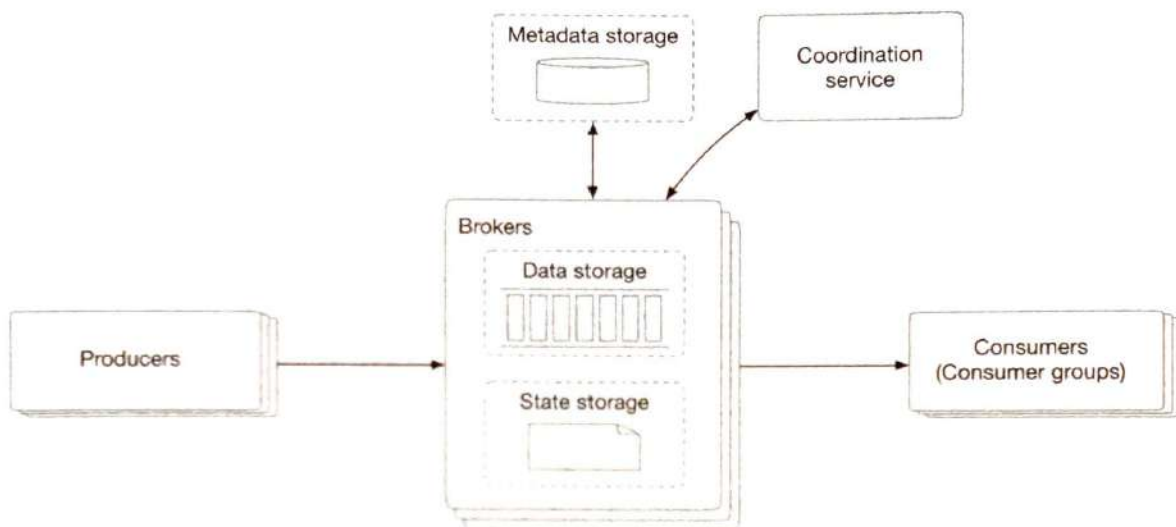 Metadata storage
Coordination
service
Brokers
Data storage
Producers
Consumers
(Consumer groups)
State storage